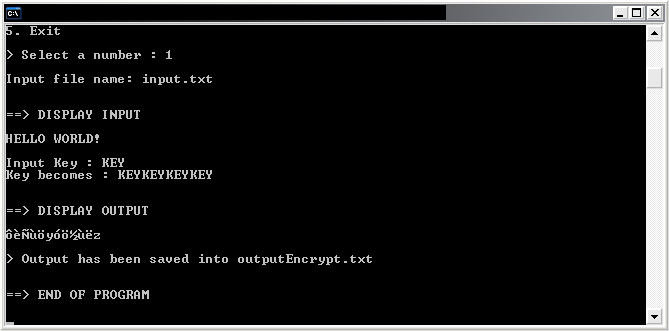 C:\
5. Exit
> Select a number : 1
Input file name: input.txt
==> DISPLAY INPUT
HELLO WORLD!
Input Key : KEY
Key becomes : KEYKEYKEYKEY
==> DISPLAY OUTPUT
ôèÑùöyóö½ùëz
> Output has been saved into outputEncrypt.txt
==> END OF PROGRAM